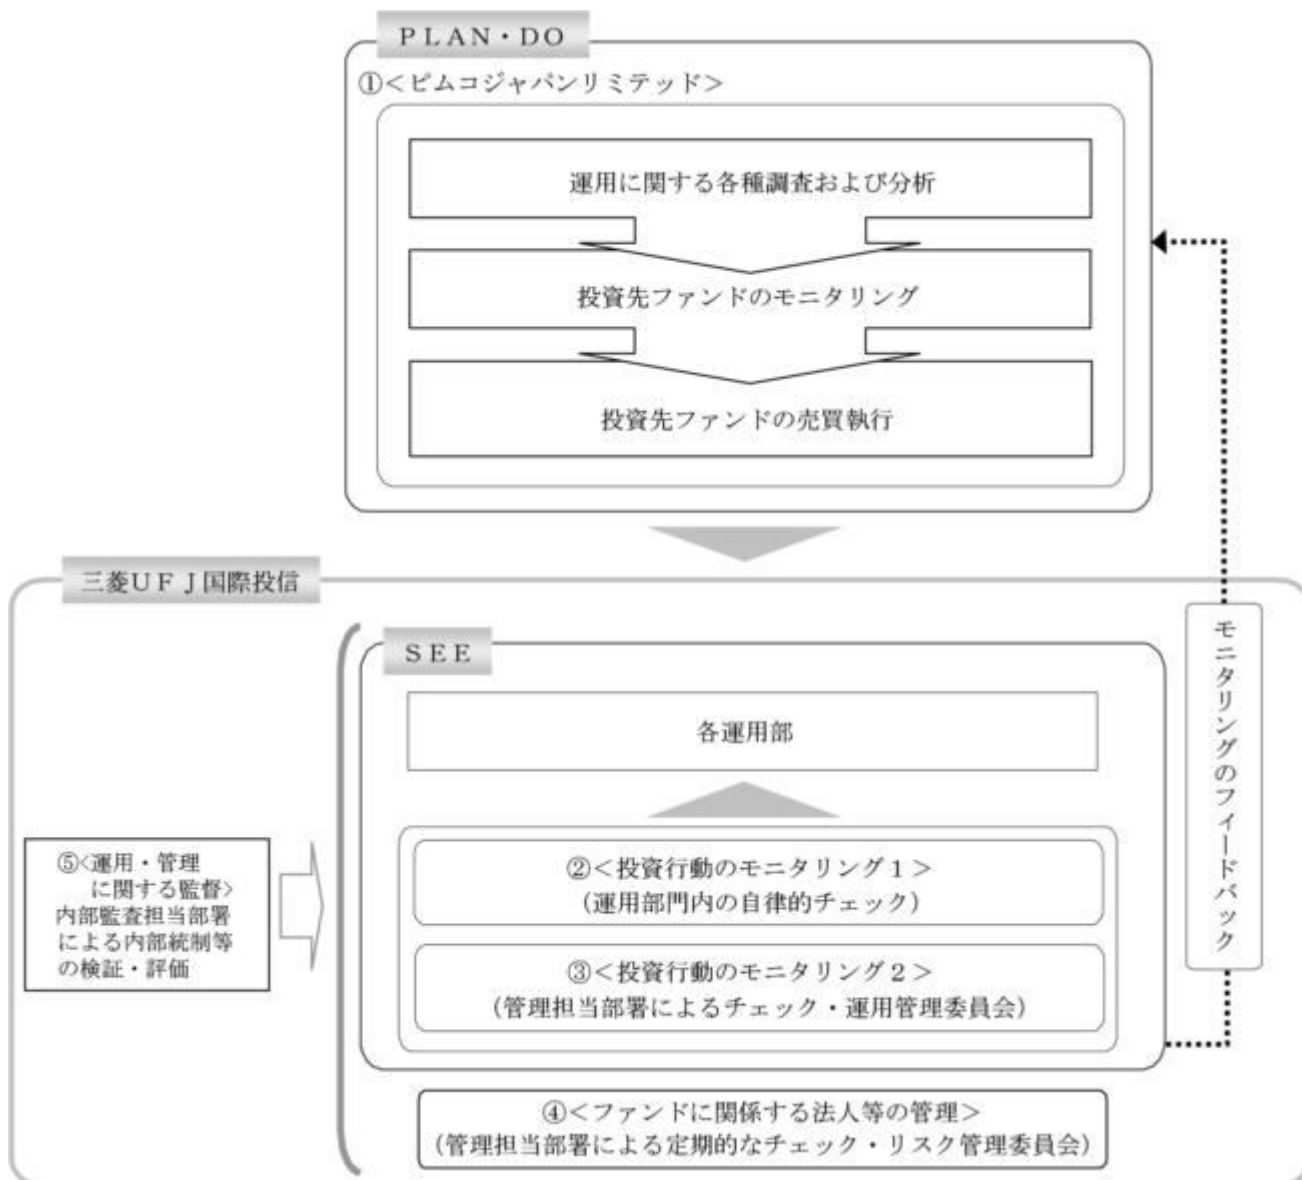 ＰＬＡＮ・ＤＯ
①＜ピムコジャパンリミテッド＞
運用に関する各種調査および分析
投資先ファンドのモニタリング
投資先ファンドの売買執行
三菱ＵＦＪ国際投信
ＳＥＥ
各運用部
②＜投資行動のモニタリング１＞
（運用部門内の自律的チェック）
③＜投資行動のモニタリング２＞
（管理担当部署によるチェック・運用管理委員会）
④＜ファンドに関係する法人等の管理＞
（管理担当部署による定期的なチェック・リスク管理委員会）
⑤<運用・管理
に関する監督>
内部監査担当部署
による内部統制等
の検証・評価
モニタリングのフィードバック